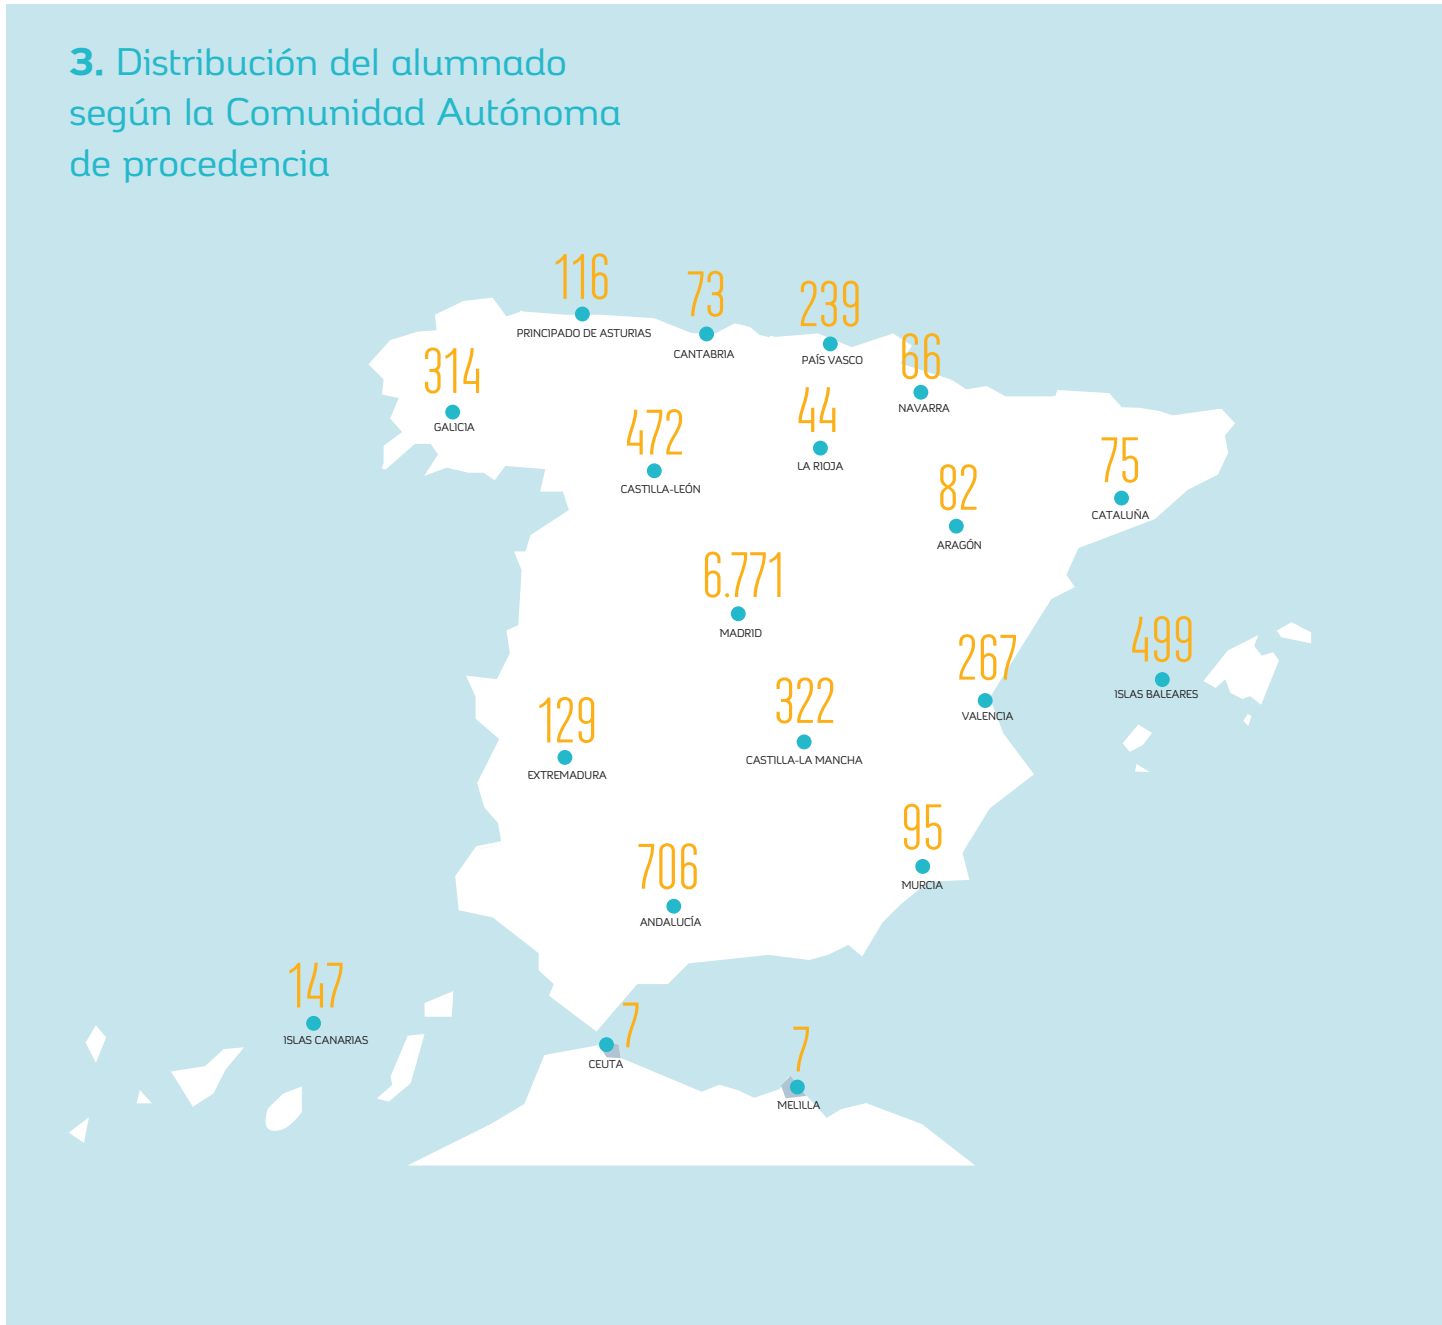 3. Distribución del alumnado
según la Comunidad Autónoma
de procedencia
116
PRINCIPADO DE ASTURIAS
73
CANTABRIA
239
PAÍS VASCO
66
NAVARRA
314
GALICIA
472
CASTILLA-LEÓN
44
LA RIOJA
82
ARAGÓN
75
CATALUÑA
6.771
MADRID
267
VALENCIA
499
ISLAS BALEARES
129
EXTREMADURA
322
CASTILLA-LA MANCHA
95
MURCIA
706
ANDALUCÍA
147
ISLAS CANARIAS
7
CEUTA
7
MELILLA